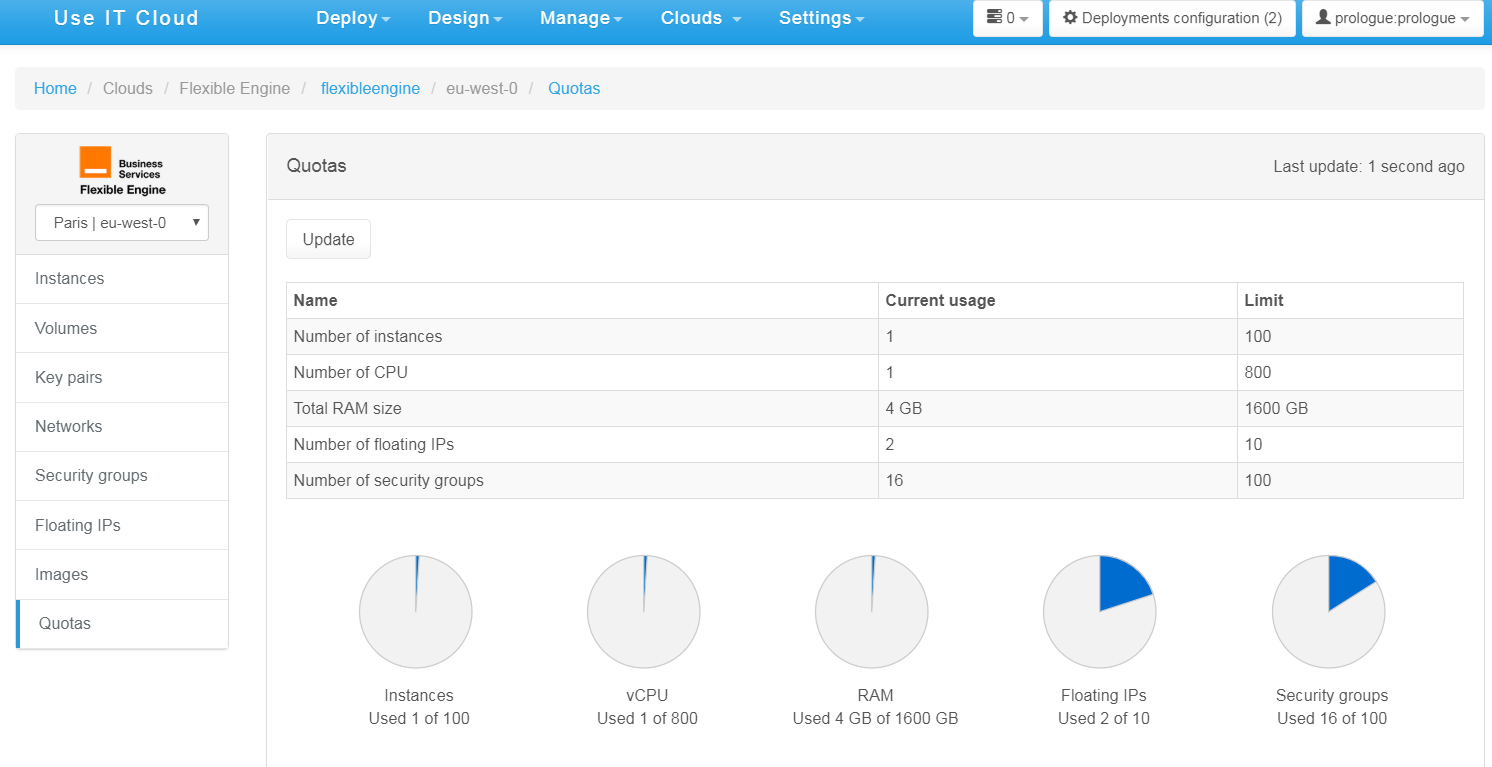 Use IT Cloud Deploy Design Manage Clouds Settings 0 Deployments configuration (2) prologue:prologue
Home / Clouds / Flexible Engine / flexibleengine / eu-west-0 / Quotas
Business
Services
Flexible Engine
Paris | eu-west-0
Instances
Volumes
Key pairs
Networks
Security groups
Floating IPs
Images
Quotas
Quotas Last update: 1 second ago
Update
Name Current usage Limit
Number of instances 1 100
Number of CPU 1 800
Total RAM size 4 GB 1600 GB
Number of floating IPs 2 10
Number of security groups 16 100
Instances vCPU RAM Floating IPs Security groups
Used 1 of 100 Used 1 of 800 Used 4 GB of 1600 GB Used 2 of 10 Used 16 of 100